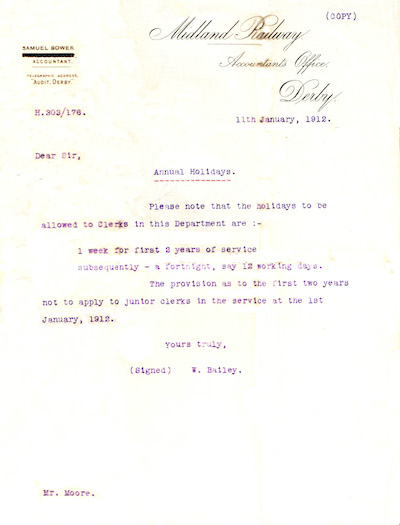 (COPY)
Midland Railway
SAMUEL BOWER
ACCOUNTANT.
Accountants Office,
TELEGRAPHIC ADDRESS,
"AUDIT, DERBY."
Derby.
H.303/176.
11th January, 1912.
Dear Sir,
Annual Holidays.
Please note that the holidays to be
allowed to Clerks in this Department are :-
1 week for first 2 years of service
subsequently - a fortnight, say 12 working days.
The provision as to the first two years
not to apply to junior clerks in the service at the 1st
January, 1912.
Yours truly,
(Signed) W. Bailey.
Mr. Moore.